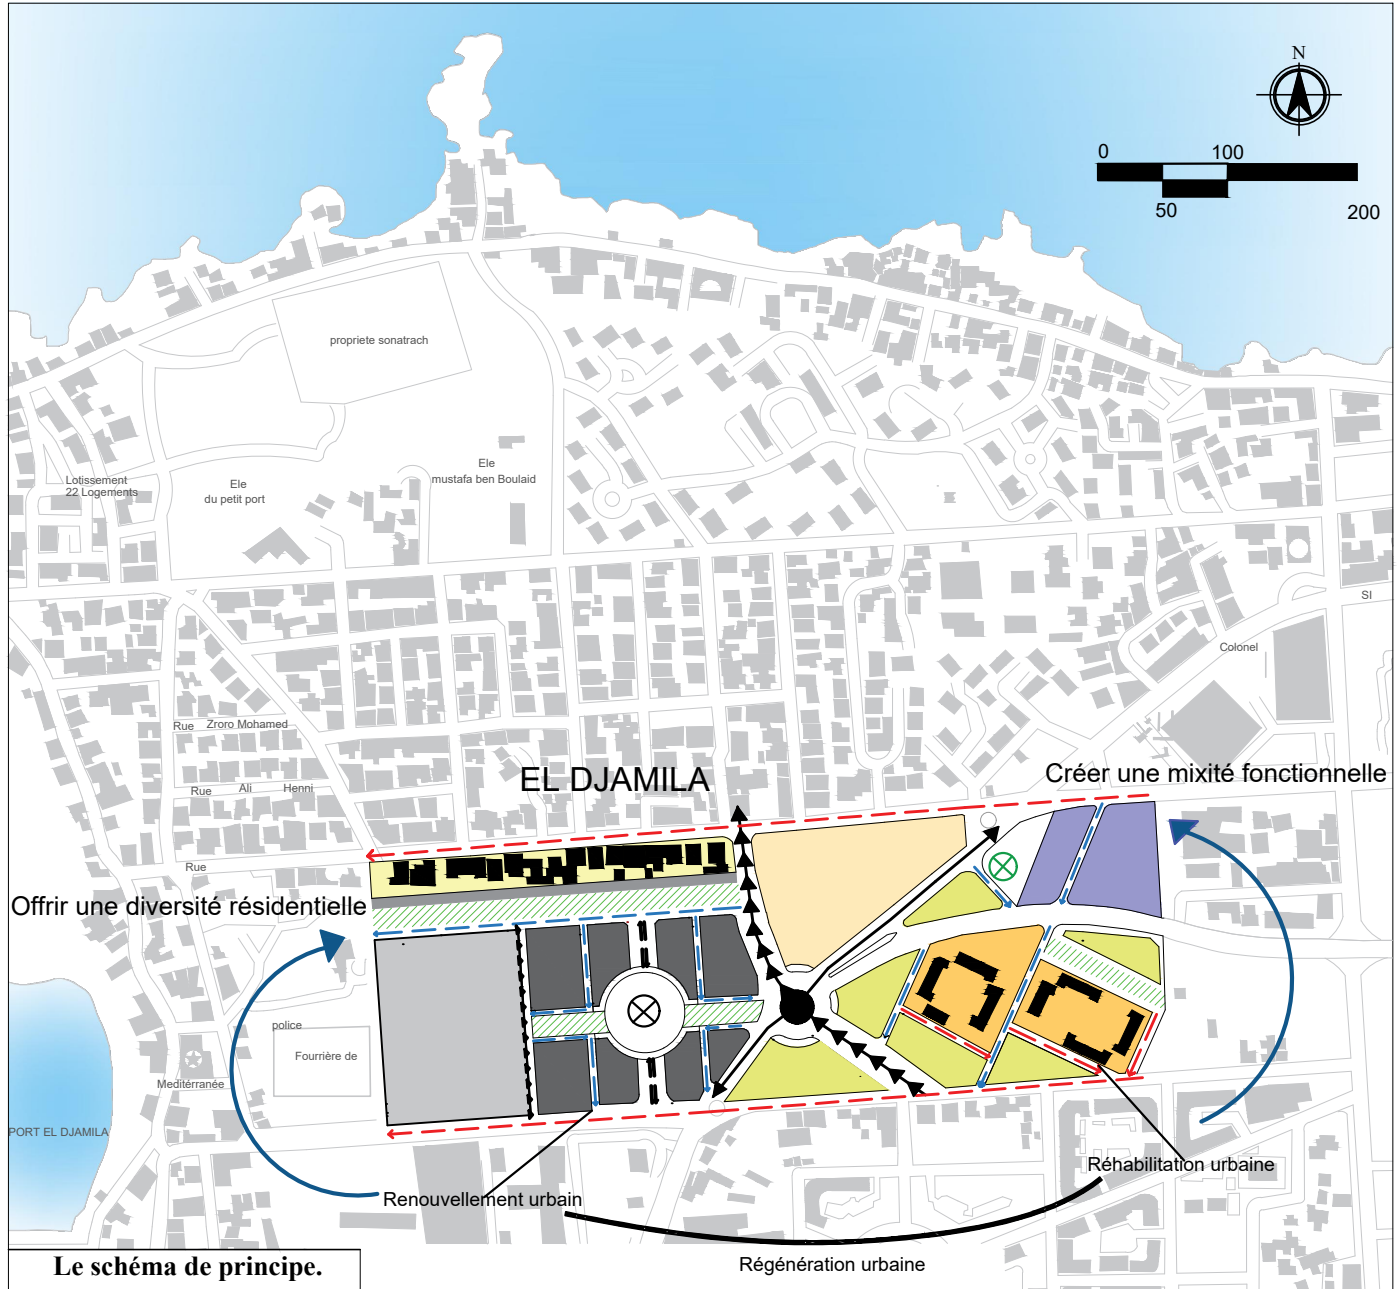 N
0 100
50 200
propriete sonatrach
Lotissement
22 Logements
Ele
du petit port
Ele
mustafa ben Boulaid
SI
Colonel
Rue Zroro Mohamed
Rue Ali Henni
Rue
EL DJAMILA
Créer une mixité fonctionnelle
Offrir une diversité résidentielle
police
Fourrière de
Meditérranée
PORT EL DJAMILA
Réhabilitation urbaine
Renouvellement urbain
Régénération urbaine
Le schéma de principe.